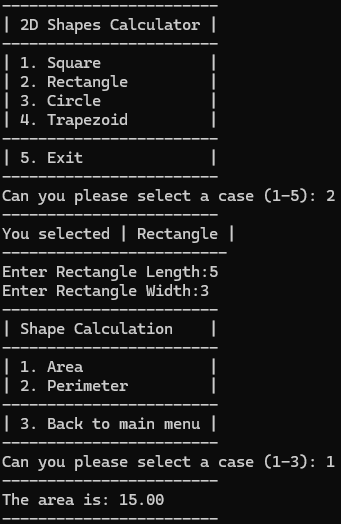 ------------------------
| 2D Shapes Calculator |
------------------------
| 1. Square            |
| 2. Rectangle         |
| 3. Circle            |
| 4. Trapezoid         |
------------------------
| 5. Exit              |
------------------------
Can you please select a case (1-5): 2
------------------------
You selected | Rectangle |
-------------------------
Enter Rectangle Length:5
Enter Rectangle Width:3
------------------------
| Shape Calculation    |
------------------------
| 1. Area              |
| 2. Perimeter         |
------------------------
| 3. Back to main menu |
------------------------
Can you please select a case (1-3): 1
------------------------
The area is: 15.00
------------------------